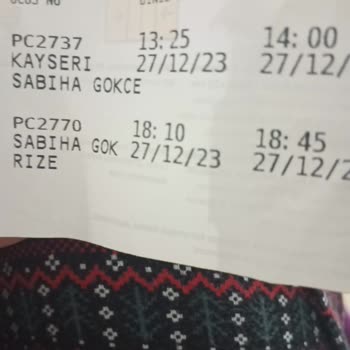 PC2737 13:25 14:00
KAYSERI 27/12/23 27/12/
SABIHA GOKCE
PC2770 18:10 18:45
SABIHA GOK 27/12/23 27/12/2
RIZE